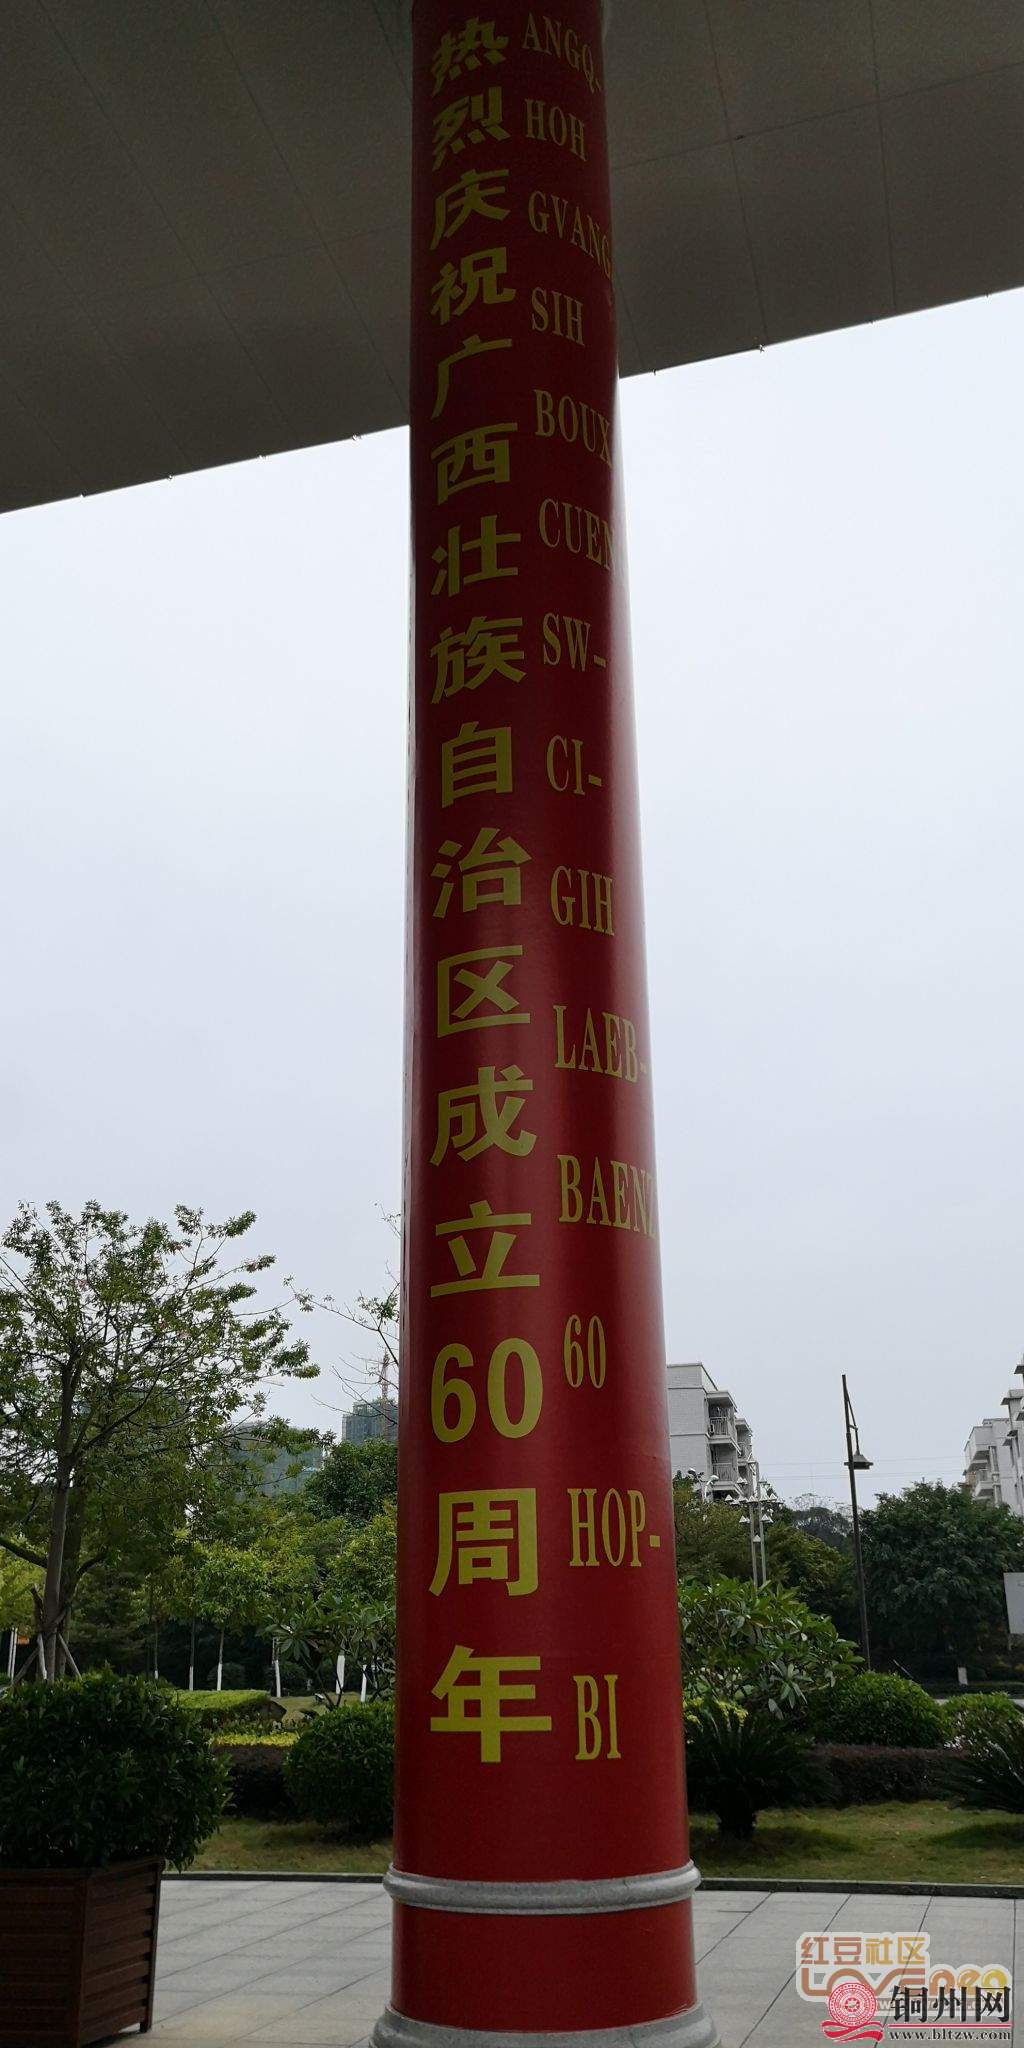 热烈庆祝广西壮族自治区成立60周年
ANGQ-
HOH
GVANG
SIH
BOUX
CUEN
SW-
CI-
GIH
LAEB-
BAENZ
60
HOP-
BI
红豆社区
铜州网
www.bltzw.com